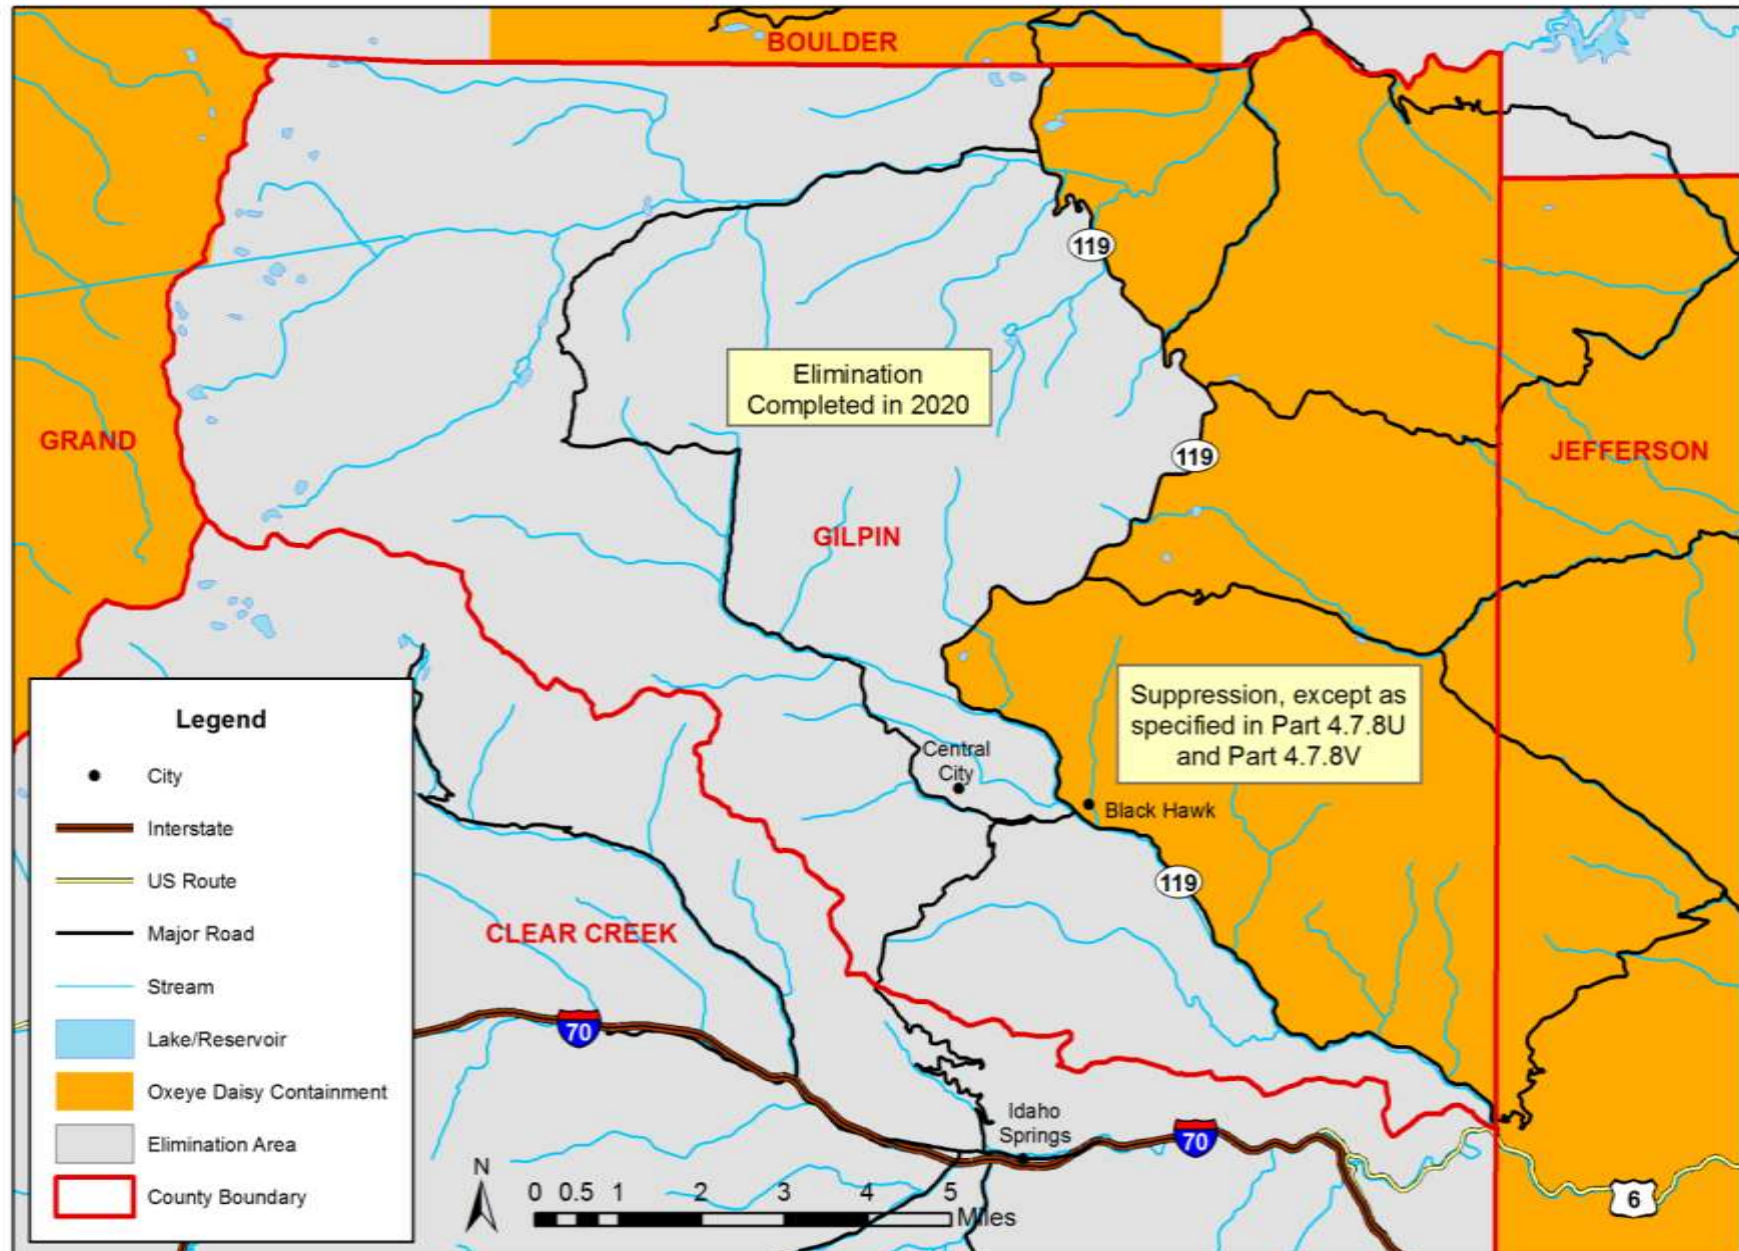 BOULDER
119
GRAND
Elimination
Completed in 2020
119
JEFFERSON
GILPIN
Suppression, except as
specified in Part 4.7.8U
and Part 4.7.8V
Central
City
Black Hawk
119
CLEAR CREEK
70
Idaho
Springs
70
6
Legend
City
Interstate
US Route
Major Road
Stream
Lake/Reservoir
Oxeye Daisy Containment
Elimination Area
County Boundary
N
0 0.5 1 2 3 4 5
Miles